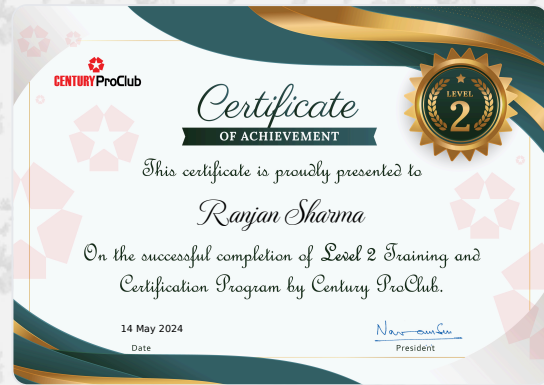 CENTURY ProClub
LEVEL
2
Certificate
OF ACHIEVEMENT
This certificate is proudly presented to
Ranjan Sharma
On the successful completion of Level 2 Training and
Certification Program by Century ProClub.
14 May 2024
Date
President